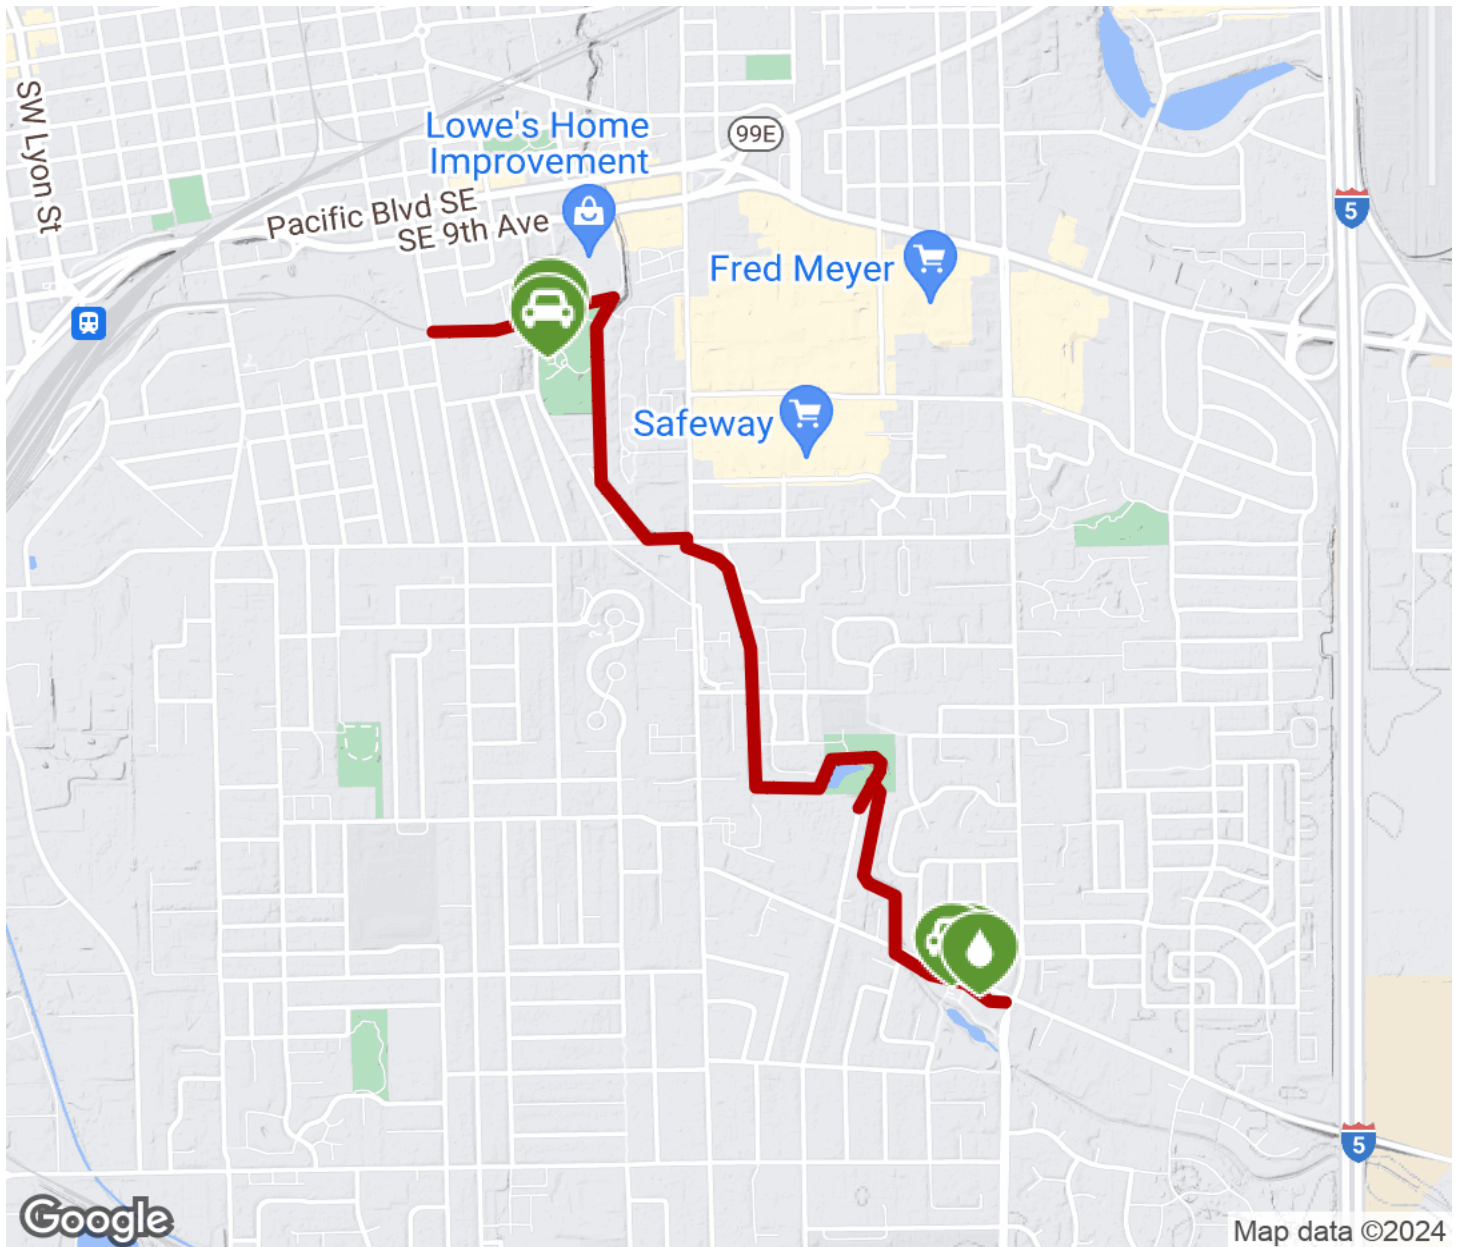 SW Lyon St
Lowe's Home
Improvement
99E
Pacific Blvd SE
SE 9th Ave
5
Fred Meyer
Safeway
5
Google
Map data ©2024